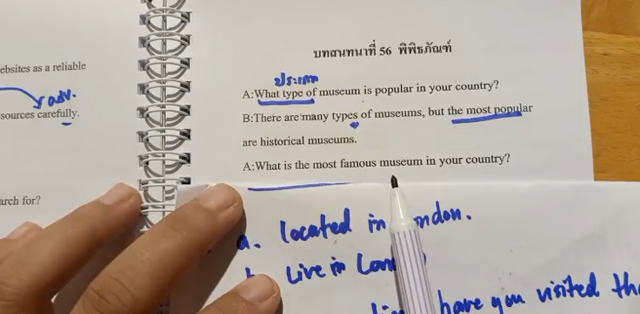 ebsites as a reliable
adv.
sources carefully.
arch for?
บทสนทนาที่ 56 พิพิธภัณฑ์
ประเภท
A:What type of museum is popular in your country?
B:There are many types of museums, but the most popular
are historical museums.
A:What is the most famous museum in your country?
a. located in London.
Live in
have you visited